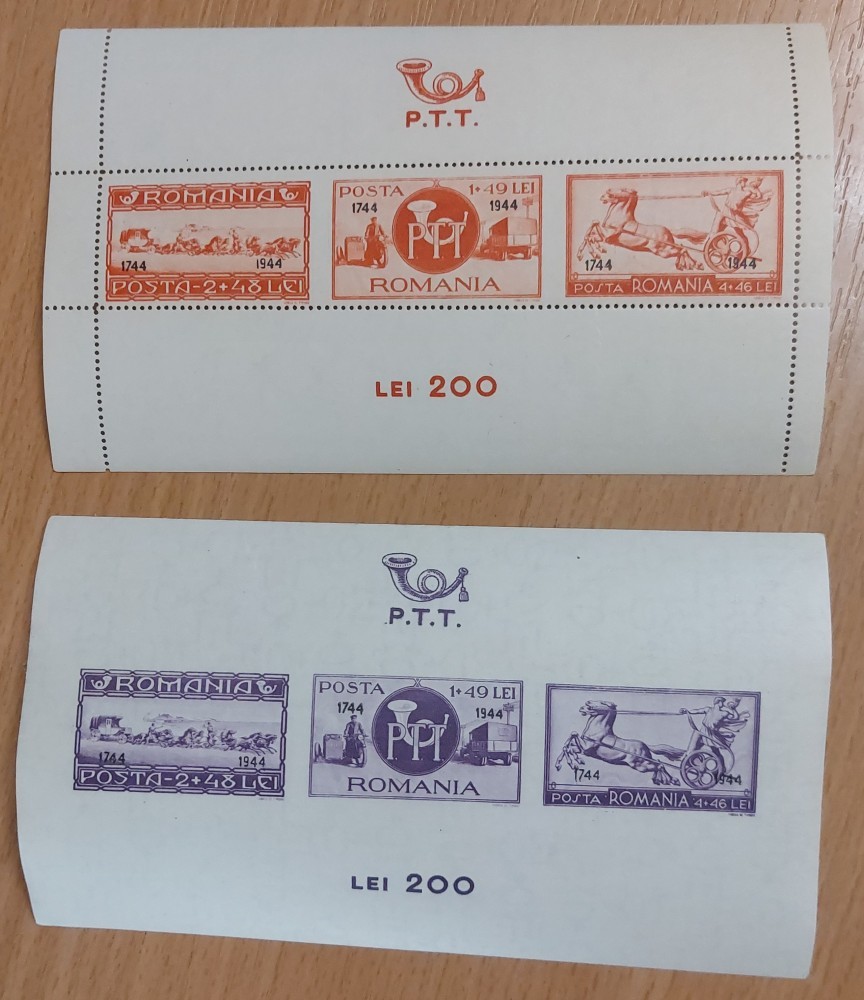 P.T.T.
ROMANIA
1744 1944
POSTA-2+48 LEI
POSTA 1+49 LEI
1744 1944
PTT
ROMANIA
1744 1944
POSTA ROMANIA 4+46 LEI
LEI 200
P.T.T.
ROMANIA
1744 1944
POSTA-2+48 LEI
POSTA 1+49 LEI
1744 1944
PTT
ROMANIA
1744 1944
POSTA ROMANIA 4+46 LEI
LEI 200